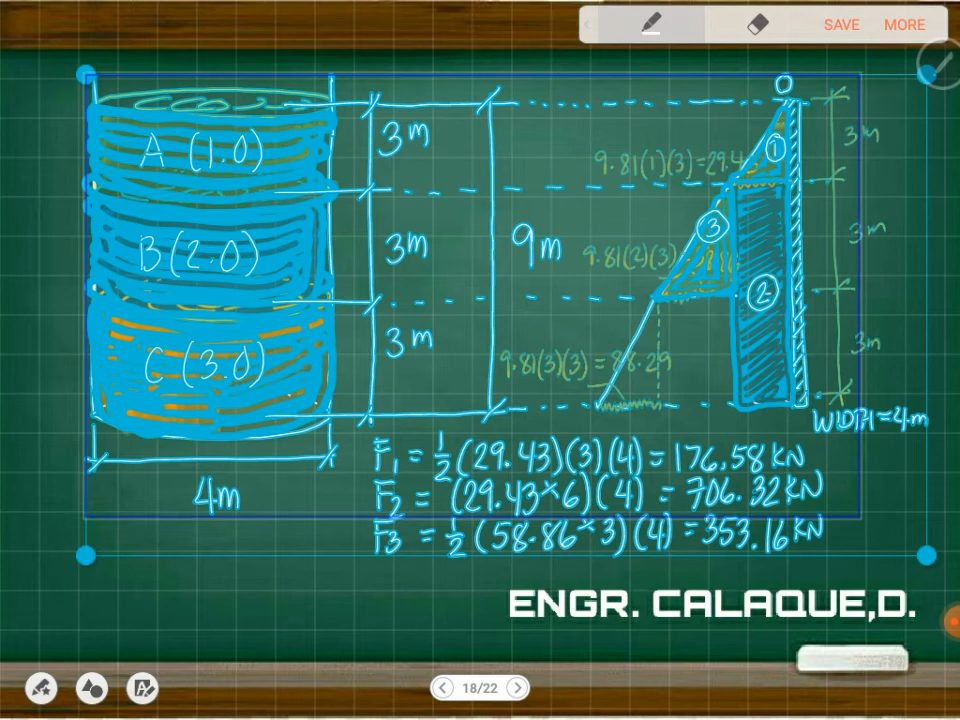 SAVE MORE
O
A (1.0)
3m
9.81(1)(3)=29.4
1
3m
B(2.0)
3m
9m
9.81(2)(3)
3
3m
2
C (3.0)
3m
9.81(3)(3) = 88.29
3m
WIDTH=4m
4m
F1 = 1/2 (29.43)(3)(4) = 176.58 KN
F2 = (29.43×6)(4) = 706.32 KN
F3 = 1/2 (58.86×3)(4) = 353.16 KN
ENGR. CALAQUE,D.
18/22